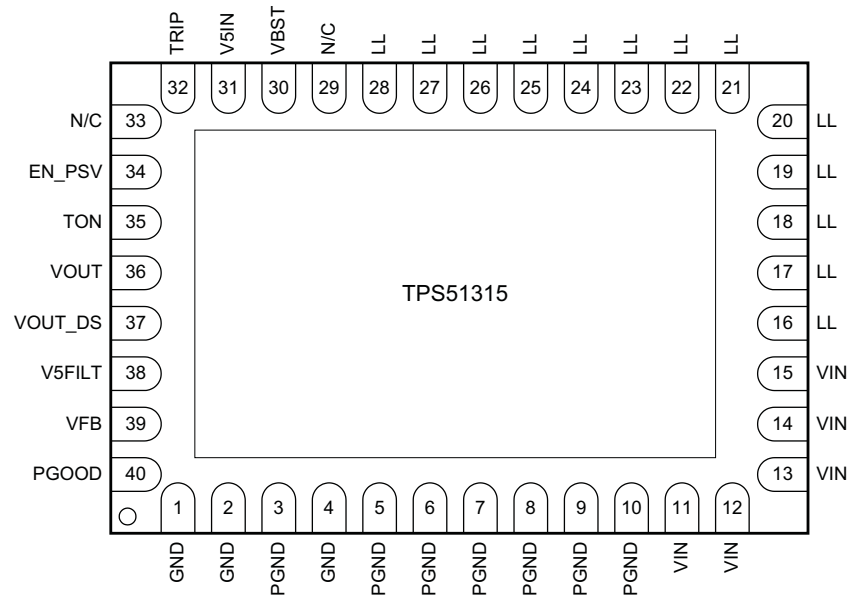 TRIP V5IN VBST N/C LL LL LL LL LL LL LL LL
32 31 30 29 28 27 26 25 24 23 22 21
N/C 33 20 LL
EN_PSV 34 19 LL
TON 35 18 LL
VOUT 36 17 LL
TPS51315
VOUT_DS 37 16 LL
V5FILT 38 15 VIN
VFB 39 14 VIN
PGOOD 40 13 VIN
1 2 3 4 5 6 7 8 9 10 11 12
GND GND PGND GND PGND PGND PGND PGND PGND PGND VIN VIN